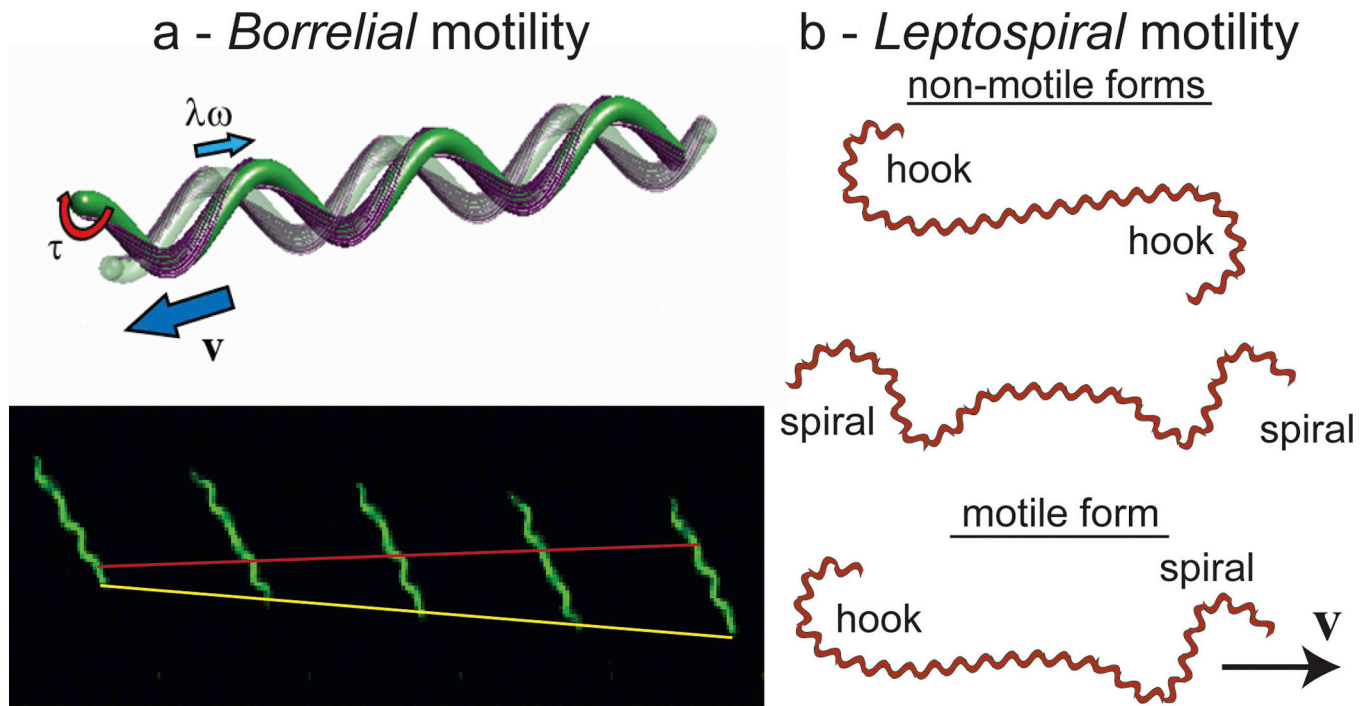 a - Borrelial motility
λω
τ
v
b - Leptospiral motility
non-motile forms
hook
hook
spiral
spiral
motile form
spiral
hook
v